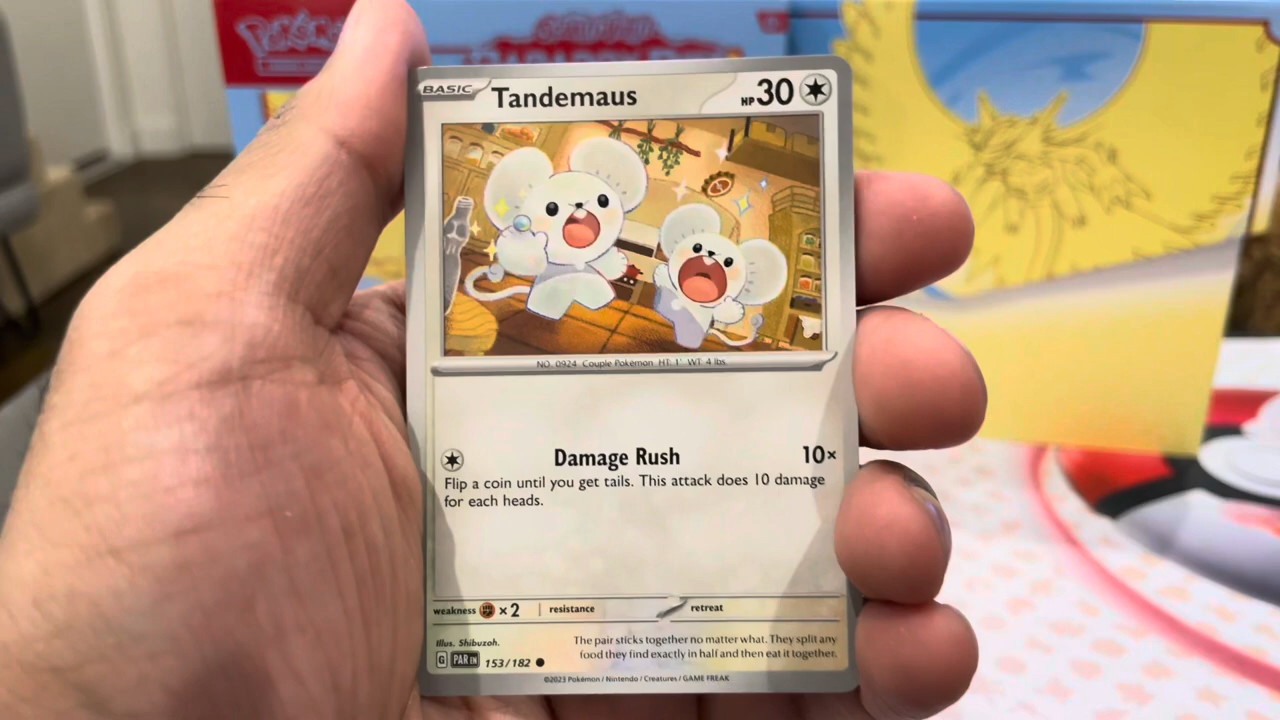 Pokémon
BASIC
Tandemaus
HP 30
NO. 0924 Couple Pokémon HT: 1' WT: 4 lbs.
Damage Rush 10×
Flip a coin until you get tails. This attack does 10 damage
for each heads.
weakness ×2 resistance retreat
Illus. Shibuzoh.
The pair sticks together no matter what. They split any
food they find exactly in half and then eat it together.
G PAR EN 153/182
©2023 Pokémon / Nintendo / Creatures / GAME FREAK